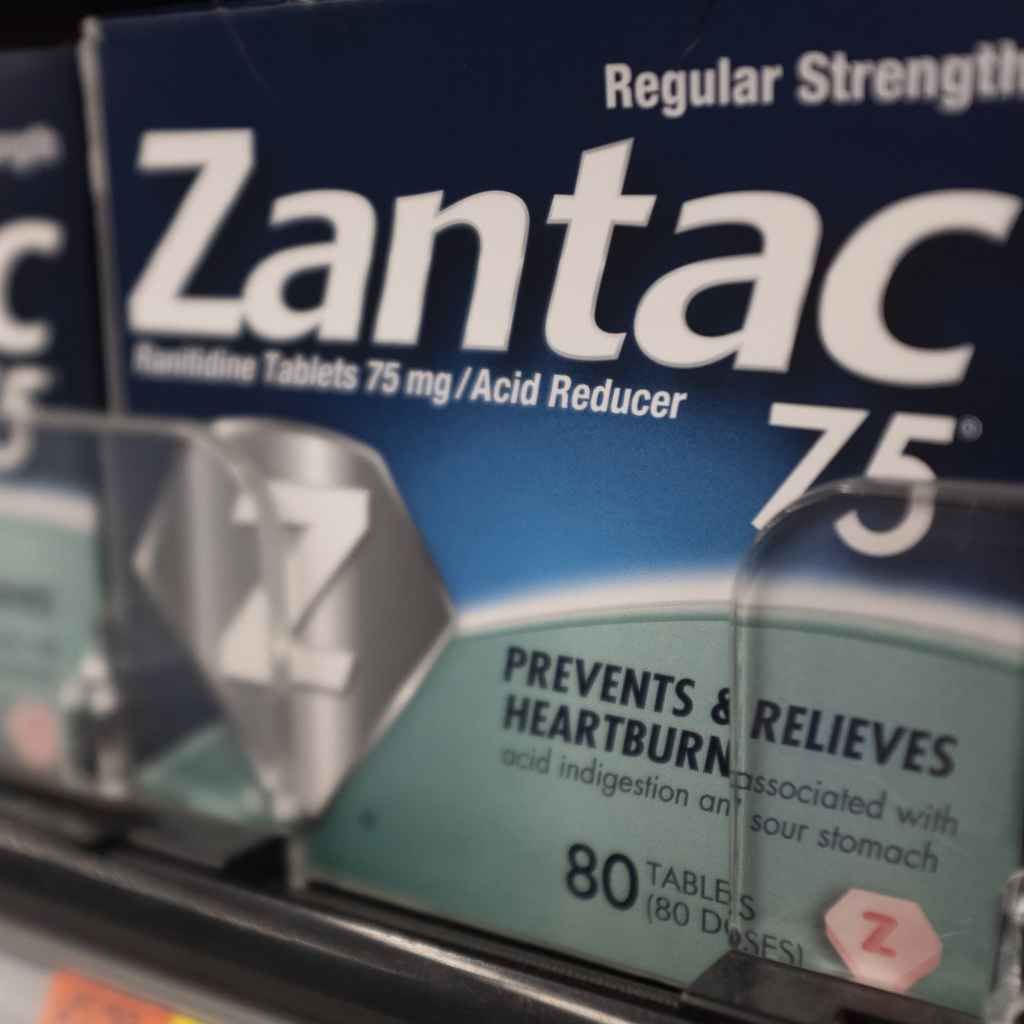 Regular Strength
Zantac
75®
Ranitidine Tablets 75 mg/Acid Reducer
Z
PREVENTS & RELIEVES
HEARTBURN associated with
acid indigestion and sour stomach
80 TABLETS
(80 DOSES)
Z
c
75